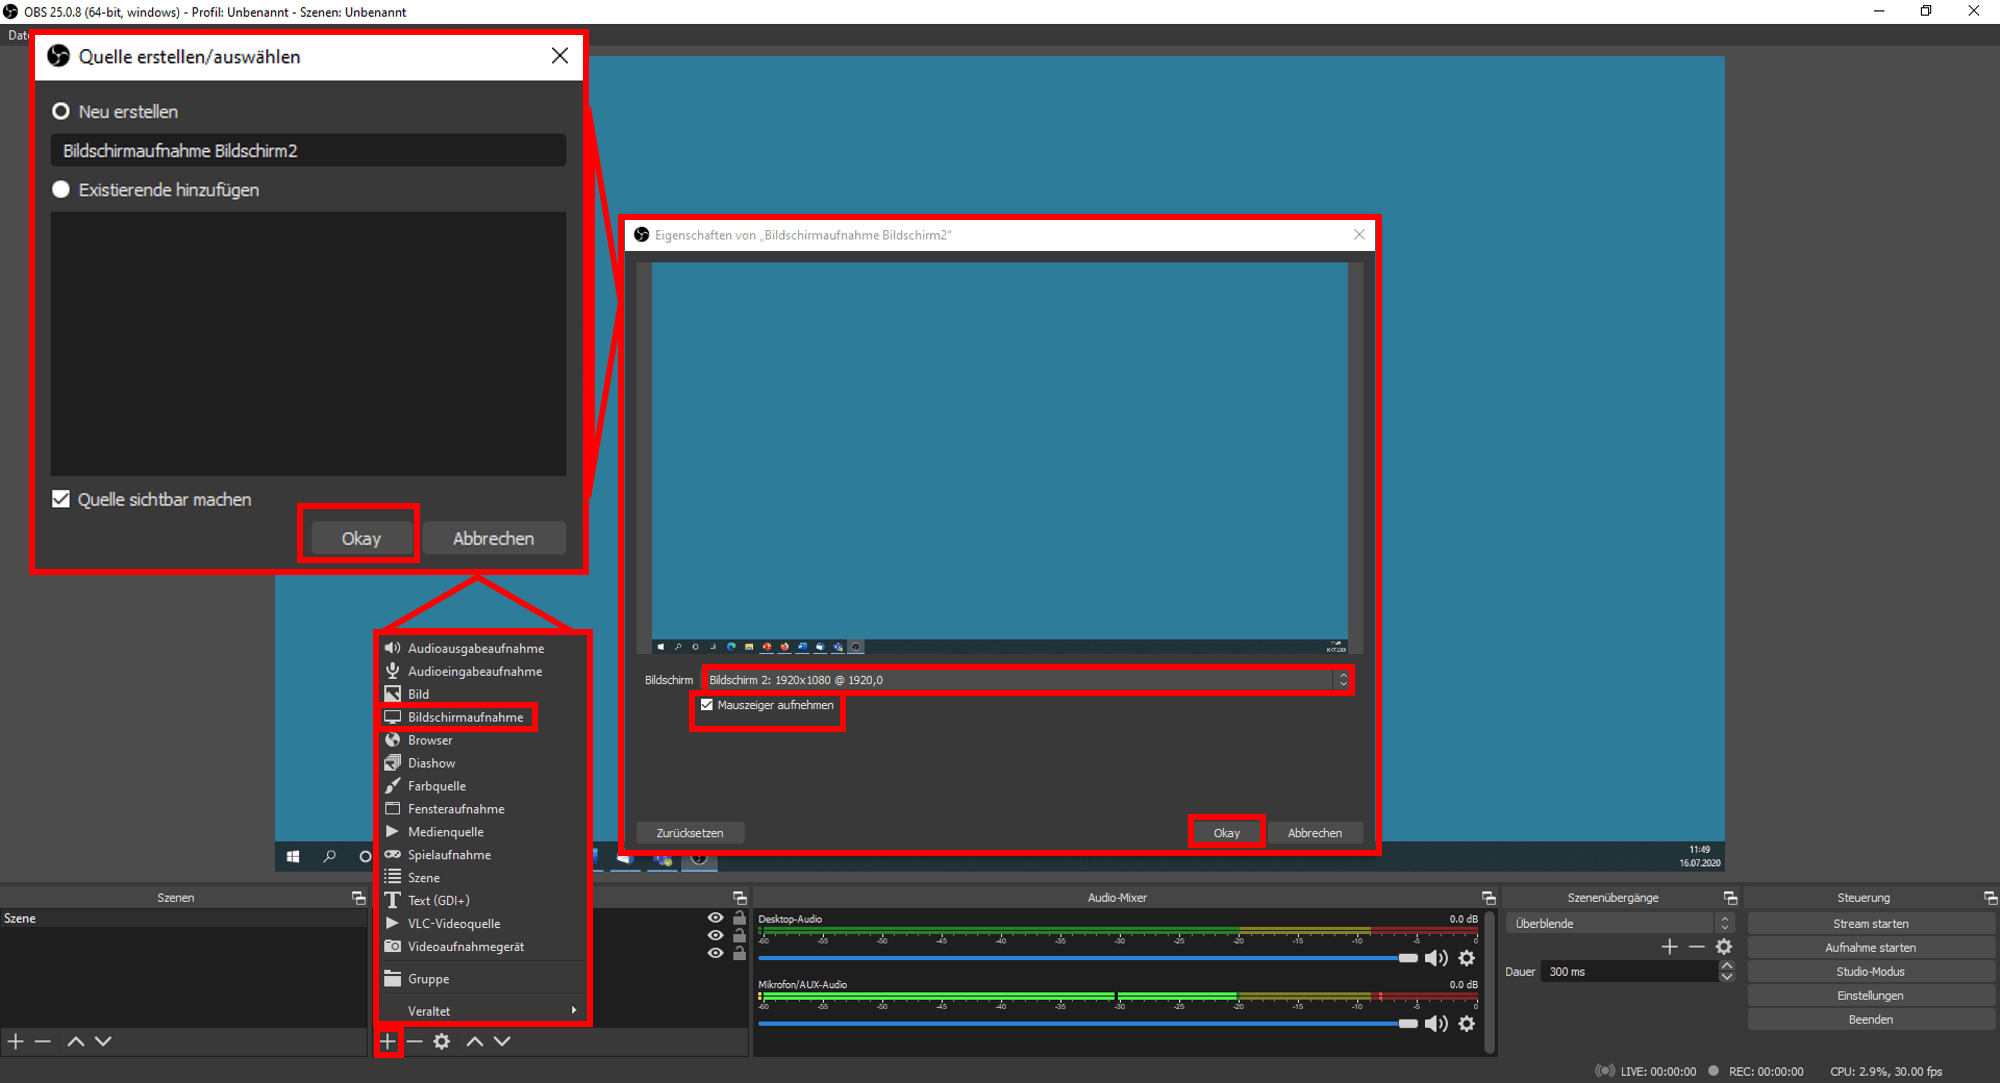 OBS 25.0.8 (64-bit, windows) - Profil: Unbenannt - Szenen: Unbenannt
Quelle erstellen/auswählen
Neu erstellen
Bildschirmaufnahme Bildschirm2
Existierende hinzufügen
Quelle sichtbar machen
Okay
Abbrechen
Eigenschaften von „Bildschirmaufnahme Bildschirm2"
Bildschirm
Bildschirm 2: 1920x1080 @ 1920,0
Mauszeiger aufnehmen
Zurücksetzen
Okay
Abbrechen
Audioausgabeaufnahme
Audioeingabeaufnahme
Bild
Bildschirmaufnahme
Browser
Diashow
Farbquelle
Fensteraufnahme
Medienquelle
Spielaufnahme
Szene
Text (GDI+)
VLC-Videoquelle
Videoaufnahmegerät
Gruppe
Veraltet
11:49
16.07.2020
Szenen
Szene
Audio-Mixer
Desktop-Audio
0.0 dB
-60 -55 -50 -45 -40 -35 -30 -25 -20 -15 -10 -5 0
Mikrofon/AUX-Audio
0.0 dB
-60 -55 -50 -45 -40 -35 -30 -25 -20 -15 -10 -5 0
Szenenübergänge
Überblende
Dauer
300 ms
Steuerung
Stream starten
Aufnahme starten
Studio-Modus
Einstellungen
Beenden
LIVE: 00:00:00
REC: 00:00:00
CPU: 2.9%, 30.00 fps